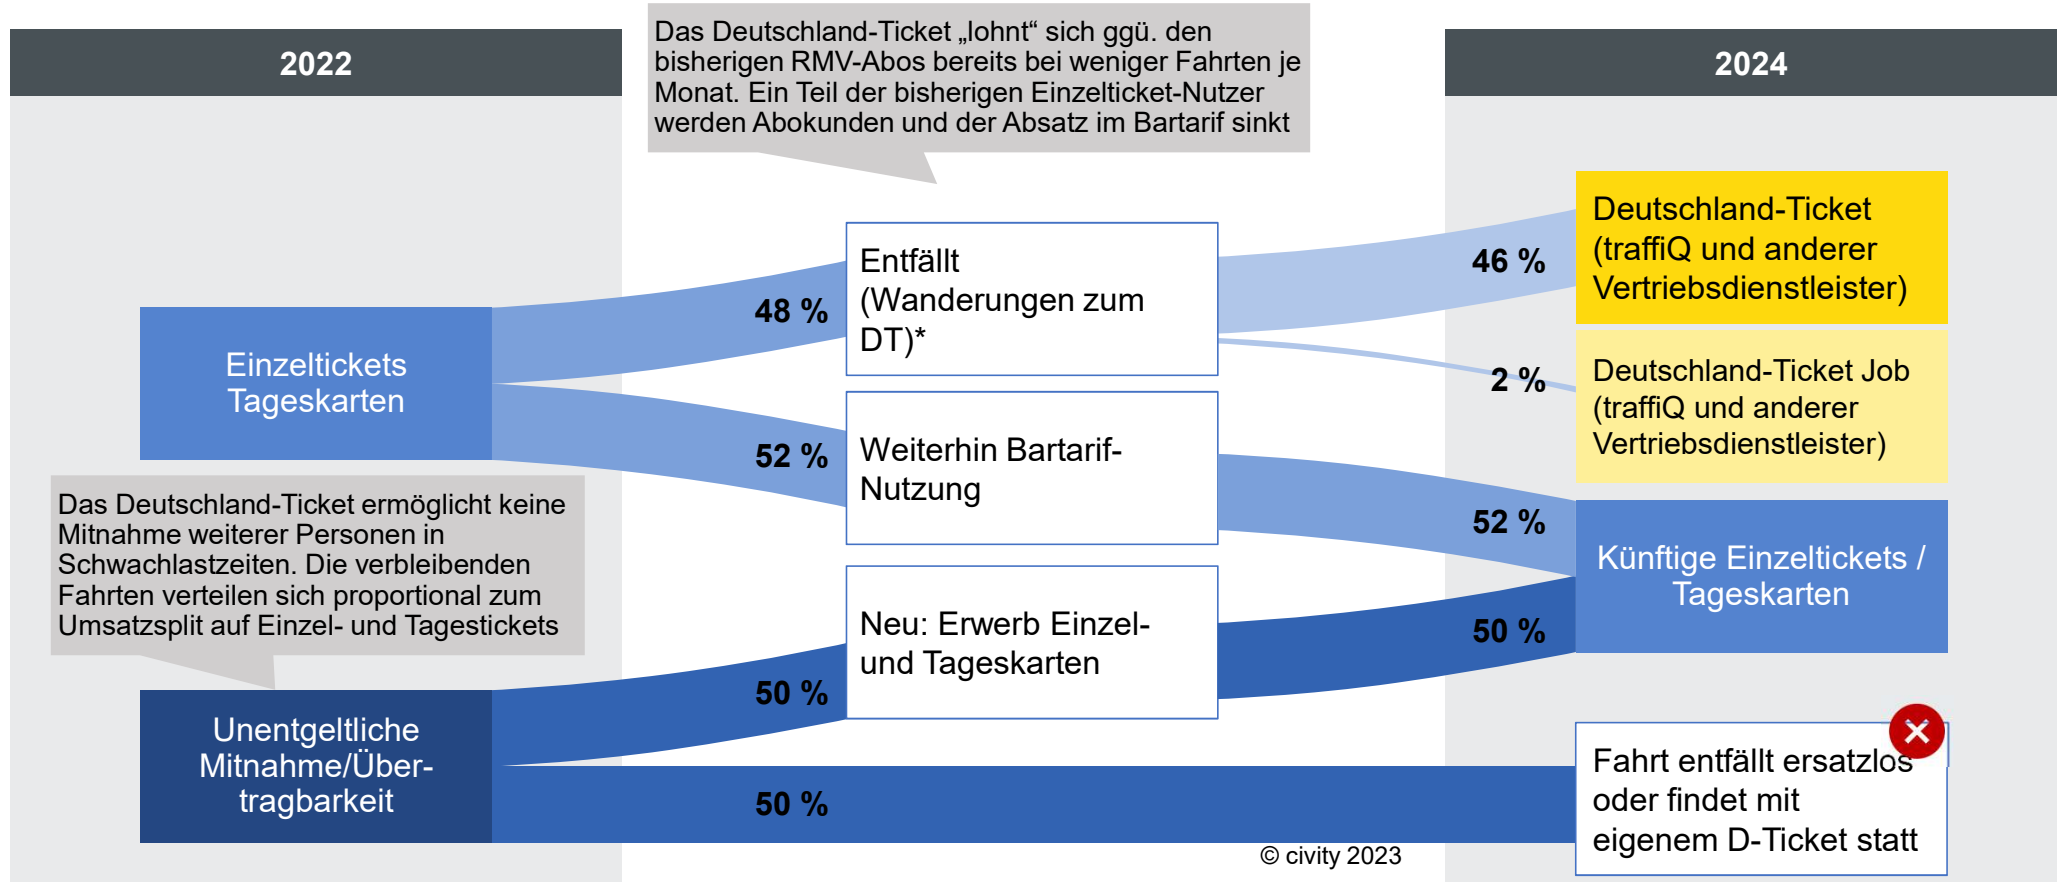 2022
Das Deutschland-Ticket „lohnt“ sich ggü. den
bisherigen RMV-Abos bereits bei weniger Fahrten je
Monat. Ein Teil der bisherigen Einzelticket-Nutzer
werden Abokunden und der Absatz im Bartarif sinkt
2024
Einzeltickets
Tageskarten
48 %
52 %
Entfällt
(Wanderungen zum
DT)*
Weiterhin Bartarif-
Nutzung
46 %
2 %
52 %
Deutschland-Ticket
(traffiQ und anderer
Vertriebsdienstleister)
Deutschland-Ticket Job
(traffiQ und anderer
Vertriebsdienstleister)
Das Deutschland-Ticket ermöglicht keine
Mitnahme weiterer Personen in
Schwachlastzeiten. Die verbleibenden
Fahrten verteilen sich proportional zum
Umsatzsplit auf Einzel- und Tagestickets
Neu: Erwerb Einzel-
und Tageskarten
50 %
Künftige Einzeltickets /
Tageskarten
Unentgeltliche
Mitnahme/Über-
tragbarkeit
50 %
50 %
Fahrt entfällt ersatzlos
oder findet mit
eigenem D-Ticket statt
© civity 2023